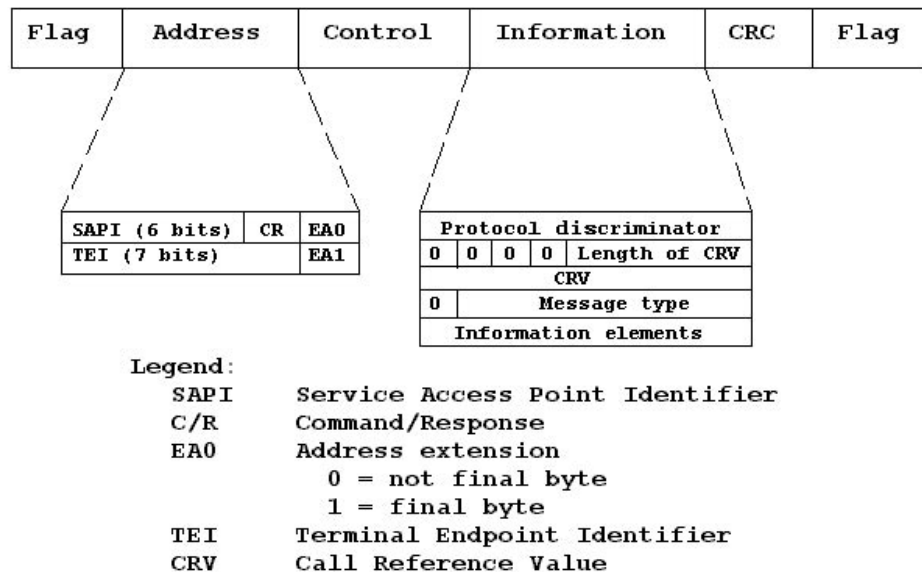 Flag Address Control Information CRC Flag
SAPI (6 bits) CR EA0
TEI (7 bits) EA1
Protocol discriminator
0 0 0 0 Length of CRV
CRV
0 Message type
Information elements
Legend:
SAPI Service Access Point Identifier
C/R Command/Response
EA0 Address extension
0 = not final byte
1 = final byte
TEI Terminal Endpoint Identifier
CRV Call Reference Value